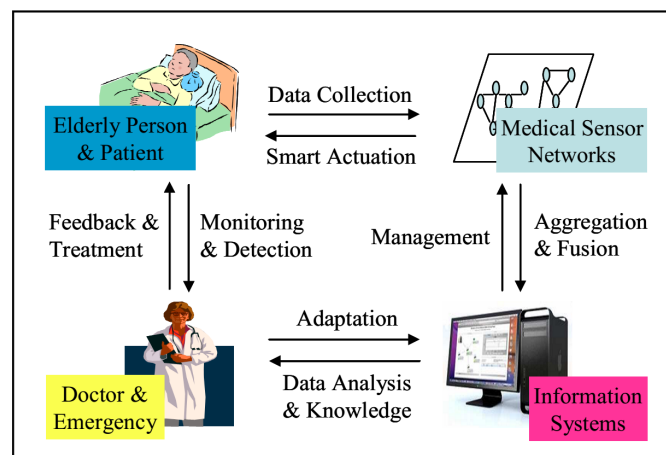 Data Collection
Elderly Person
& Patient
Smart Actuation
Medical Sensor
Networks
Feedback &
Treatment
Monitoring
& Detection
Management
Aggregation
& Fusion
Adaptation
Doctor &
Emergency
Data Analysis
& Knowledge
Information
Systems